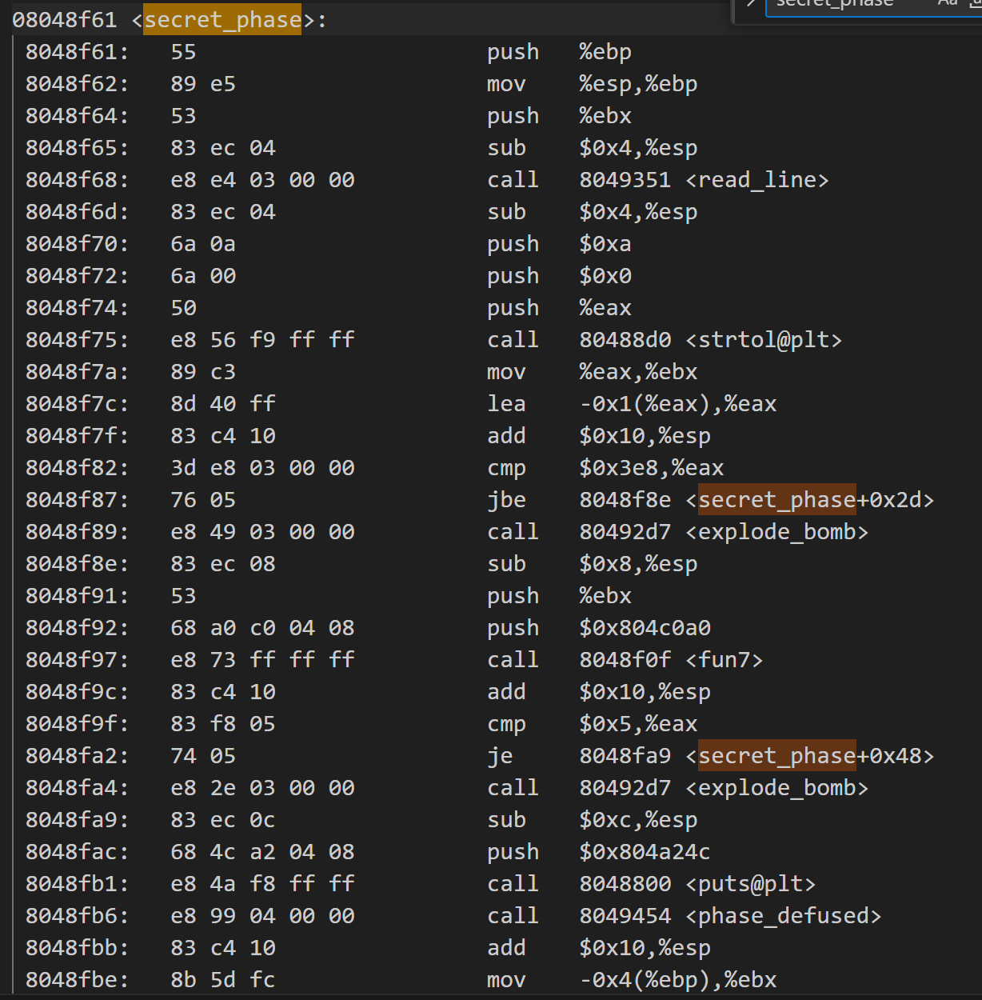 secret_phase Aa
08048f61 <secret_phase>:
8048f61: 55 push %ebp
8048f62: 89 e5 mov %esp,%ebp
8048f64: 53 push %ebx
8048f65: 83 ec 04 sub $0x4,%esp
8048f68: e8 e4 03 00 00 call 8049351 <read_line>
8048f6d: 83 ec 04 sub $0x4,%esp
8048f70: 6a 0a push $0xa
8048f72: 6a 00 push $0x0
8048f74: 50 push %eax
8048f75: e8 56 f9 ff ff call 80488d0 <strtol@plt>
8048f7a: 89 c3 mov %eax,%ebx
8048f7c: 8d 40 ff lea -0x1(%eax),%eax
8048f7f: 83 c4 10 add $0x10,%esp
8048f82: 3d e8 03 00 00 cmp $0x3e8,%eax
8048f87: 76 05 jbe 8048f8e <secret_phase+0x2d>
8048f89: e8 49 03 00 00 call 80492d7 <explode_bomb>
8048f8e: 83 ec 08 sub $0x8,%esp
8048f91: 53 push %ebx
8048f92: 68 a0 c0 04 08 push $0x804c0a0
8048f97: e8 73 ff ff ff call 8048f0f <fun7>
8048f9c: 83 c4 10 add $0x10,%esp
8048f9f: 83 f8 05 cmp $0x5,%eax
8048fa2: 74 05 je 8048fa9 <secret_phase+0x48>
8048fa4: e8 2e 03 00 00 call 80492d7 <explode_bomb>
8048fa9: 83 ec 0c sub $0xc,%esp
8048fac: 68 4c a2 04 08 push $0x804a24c
8048fb1: e8 4a f8 ff ff call 8048800 <puts@plt>
8048fb6: e8 99 04 00 00 call 8049454 <phase_defused>
8048fbb: 83 c4 10 add $0x10,%esp
8048fbe: 8b 5d fc mov -0x4(%ebp),%ebx